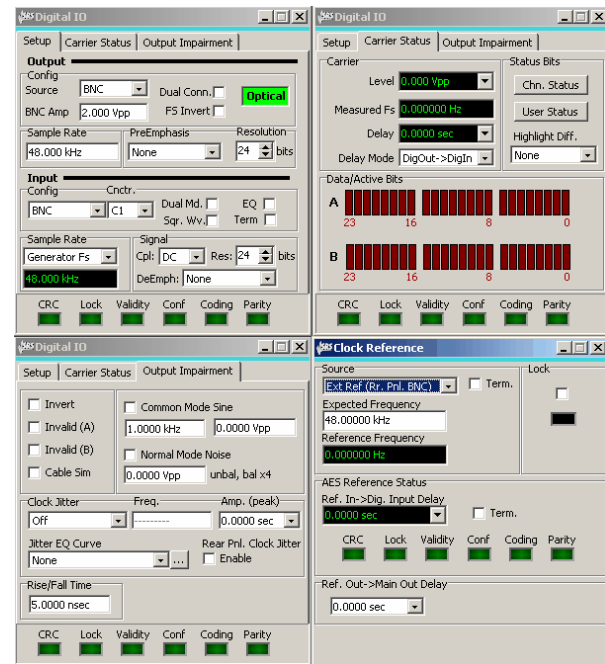 Digital IO
Setup Carrier Status Output Impairment
Output
Config
Source BNC Dual Conn. Optical
BNC Amp 2.000 Vpp FS Invert
Sample Rate PreEmphasis Resolution
48.000 kHz None 24 bits
Input
Config Cnctr.
BNC C1 Dual Md. EQ
Sqr. Wv. Term
Sample Rate Signal
Generator Fs Cpl: DC Res: 24 bits
48.000 kHz DeEmph: None
CRC Lock Validity Conf Coding Parity
Digital IO
Setup Carrier Status Output Impairment
Carrier Status Bits
Level 0.000 Vpp Chn. Status
Measured Fs 0.000000 Hz User Status
Delay 0.0000 sec Highlight Diff.
Delay Mode DigOut->DigIn None
Data/Active Bits
A
23 16 8 0
B
23 16 8 0
CRC Lock Validity Conf Coding Parity
Digital IO
Setup Carrier Status Output Impairment
Invert Common Mode Sine
Invalid (A) 1.0000 kHz 0.0000 Vpp
Invalid (B) Normal Mode Noise
Cable Sim 0.0000 Vpp unbal, bal x4
Clock Jitter Freq. Amp. (peak)
Off --------- 0.0000 sec
Jitter EQ Curve Rear Pnl. Clock Jitter
None ... Enable
Rise/Fall Time
5.0000 nsec
CRC Lock Validity Conf Coding Parity
Clock Reference
Source Lock
Ext Ref (Rr. Pnl. BNC) Term.
Expected Frequency
48.00000 kHz
Reference Frequency
0.000000 Hz
AES Reference Status
Ref. In->Dig. Input Delay
0.0000 sec Term.
CRC Lock Validity Conf Coding Parity
Ref. Out->Main Out Delay
0.0000 sec